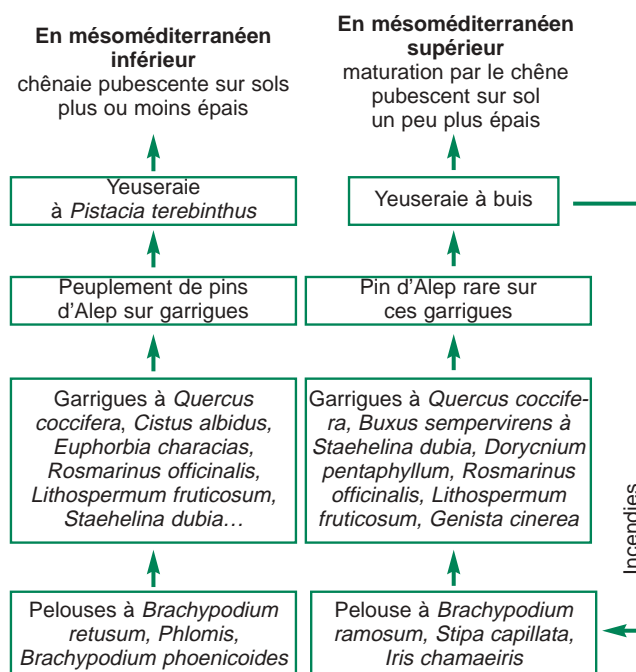 En mésoméditerranéen
inférieur
chênaie pubescente sur sols
plus ou moins épais
Yeuseraie
à Pistacia terebinthus
Peuplement de pins
d'Alep sur garrigues
Garrigues à Quercus
coccifera, Cistus albidus,
Euphorbia characias,
Rosmarinus officinalis,
Lithospermum fruticosum,
Staehelina dubia…
Pelouses à Brachypodium
retusum, Phlomis,
Brachypodium phoenicoides
En mésoméditerranéen
supérieur
maturation par le chêne
pubescent sur sol
un peu plus épais
Yeuseraie à buis
Pin d'Alep rare sur
ces garrigues
Garrigues à Quercus coccife-
ra, Buxus sempervirens à
Staehelina dubia, Dorycnium
pentaphyllum, Rosmarinus
officinalis, Lithospermum
fruticosum, Genista cinerea
Pelouse à Brachypodium
ramosum, Stipa capillata,
Iris chamaeiris
Incendies